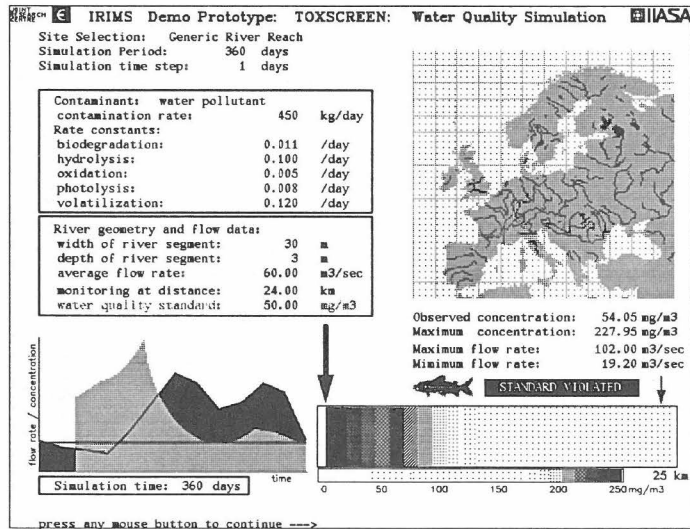 JOINT RESEARCH CENTRE IRIMS Demo Prototype: TOXSCREEN: Water Quality Simulation IIASA
Site Selection: Generic River Reach
Simulation Period: 360 days
Simulation time step: 1 days
Contaminant: water pollutant
contamination rate: 450 kg/day
Rate constants:
biodegradation: 0.011 /day
hydrolysis: 0.100 /day
oxidation: 0.005 /day
photolysis: 0.008 /day
volatilization: 0.120 /day
River geometry and flow data:
width of river segment: 30 m
depth of river segment: 3 m
average flow rate: 60.00 m3/sec
monitoring at distance: 24.00 km
water quality standard: 50.00 mg/m3
Observed concentration: 54.05 mg/m3
Maximum concentration: 227.95 mg/m3
Maximum flow rate: 102.00 m3/sec
Minimum flow rate: 19.20 m3/sec
STANDARD VIOLATED
flow rate / concentration
time
Simulation time: 360 days
25 km
0 50 100 150 200 250 mg/m3
press any mouse button to continue --->